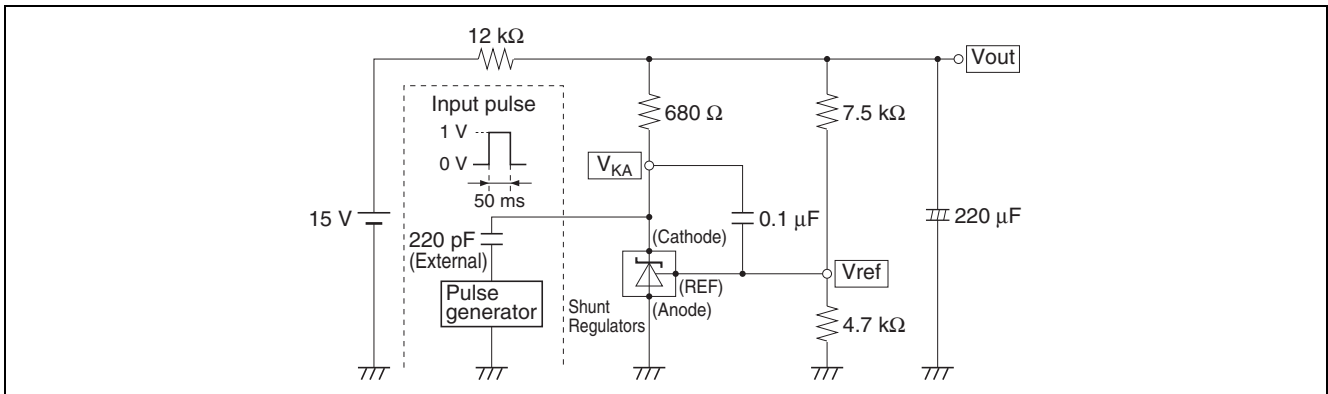 12 kΩ
Vout
Input pulse
1 V
0 V
50 ms
680 Ω
7.5 kΩ
VKA
15 V
220 pF
(External)
Pulse
generator
(Cathode)
0.1 μF
220 μF
(REF)
Vref
Shunt
Regulators
(Anode)
4.7 kΩ